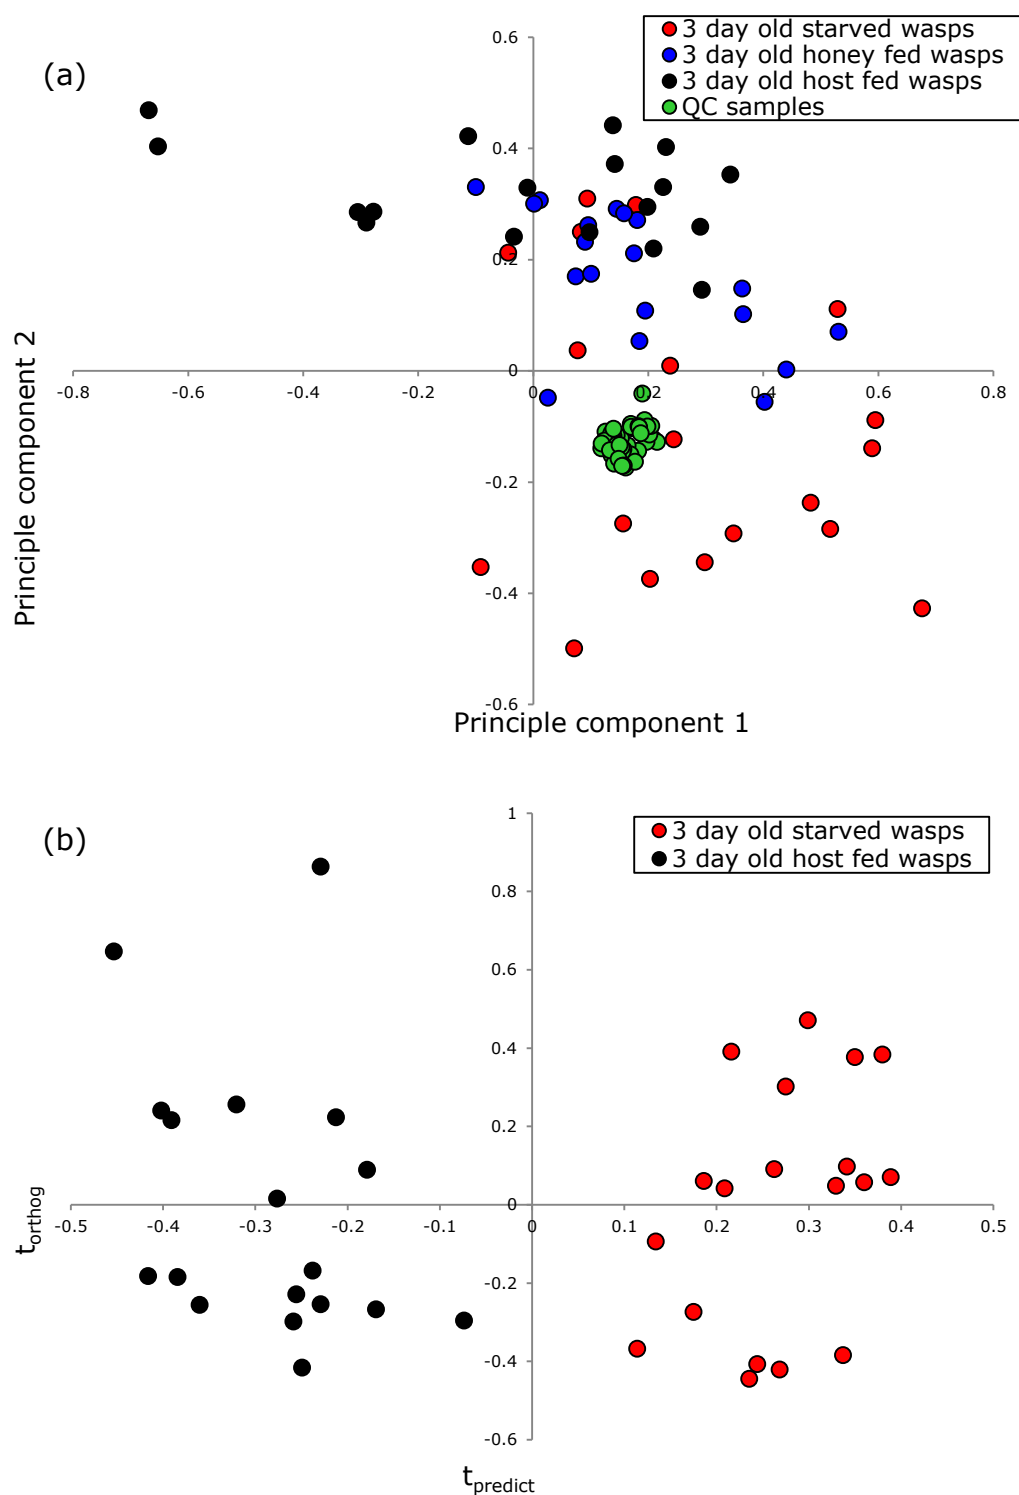 (a)
3 day old starved wasps
3 day old honey fed wasps
3 day old host fed wasps
QC samples
0.6
0.4
0.2
0
-0.2
-0.4
-0.6
-0.8 -0.6 -0.4 -0.2 0 0.2 0.4 0.6 0.8
Principle component 2
Principle component 1
(b)
3 day old starved wasps
3 day old host fed wasps
1
0.8
0.6
0.4
0.2
0
-0.2
-0.4
-0.6
-0.5 -0.4 -0.3 -0.2 -0.1 0 0.1 0.2 0.3 0.4 0.5
torthog
tpredict